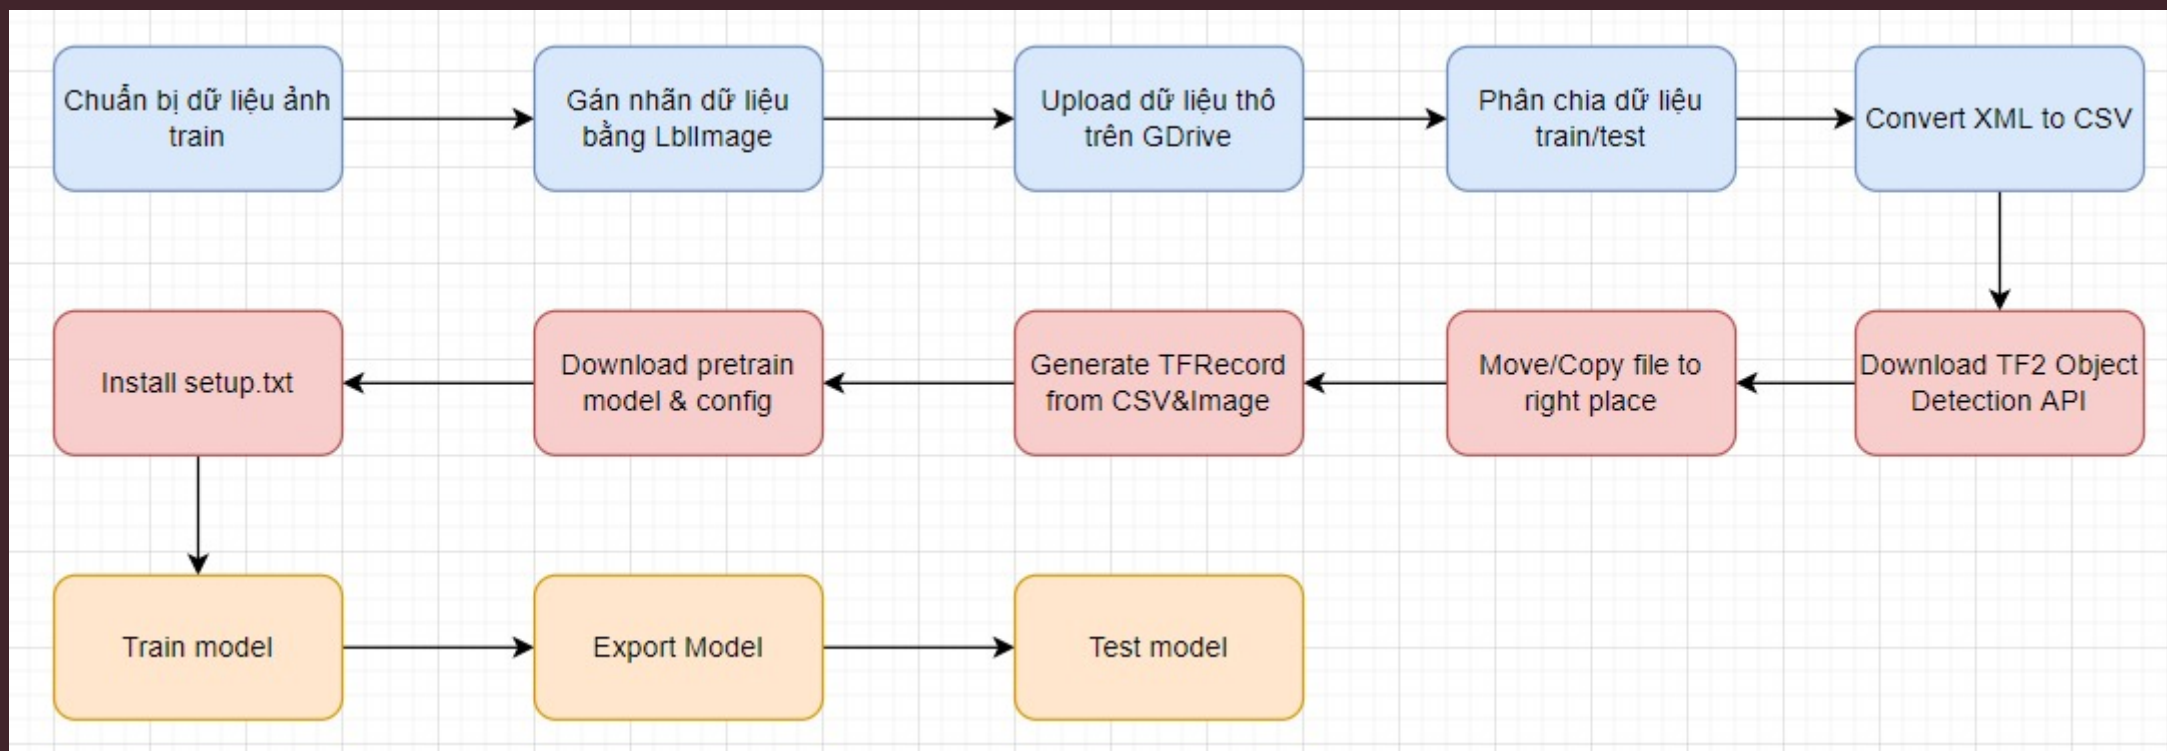 Chuẩn bị dữ liệu ảnh
train
Gán nhãn dữ liệu
bằng LblImage
Upload dữ liệu thô
trên GDrive
Phân chia dữ liệu
train/test
Convert XML to CSV
Download TF2 Object
Detection API
Move/Copy file to
right place
Generate TFRecord
from CSV&Image
Download pretrain
model & config
Install setup.txt
Train model
Export Model
Test model